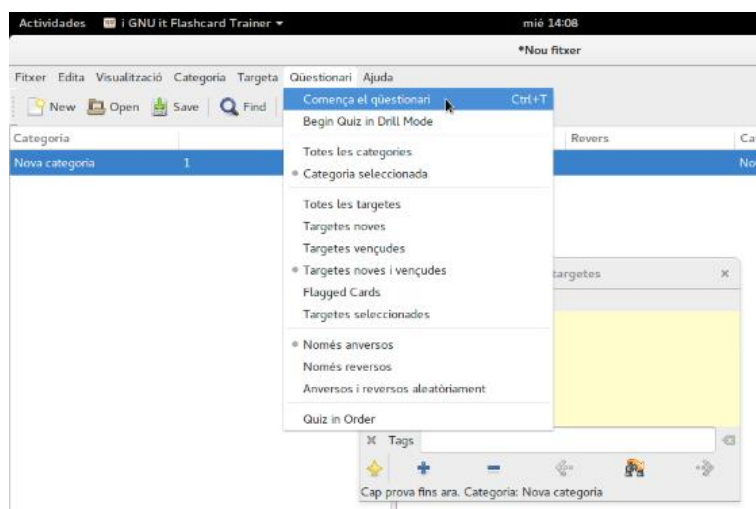 Actividades i GNU it Flashcard Trainer mié 14:08
*Nou fitxer
Fitxer Edita Visualització Categoria Targeta Qüestionari Ajuda
New Open Save Find
Comença el qüestionari Ctrl+T
Begin Quiz in Drill Mode
Categoria Revers Ca
Nova categoria 1 No
Totes les categories
Categoria seleccionada
Totes les targetes
Targetes noves
Targetes vençudes
Targetes noves i vençudes targetes
Flagged Cards
Targetes seleccionades
Només anversos
Només reversos
Anversos i reversos aleatòriament
Quiz in Order
Tags
Cap prova fins ara. Categoria: Nova categoria